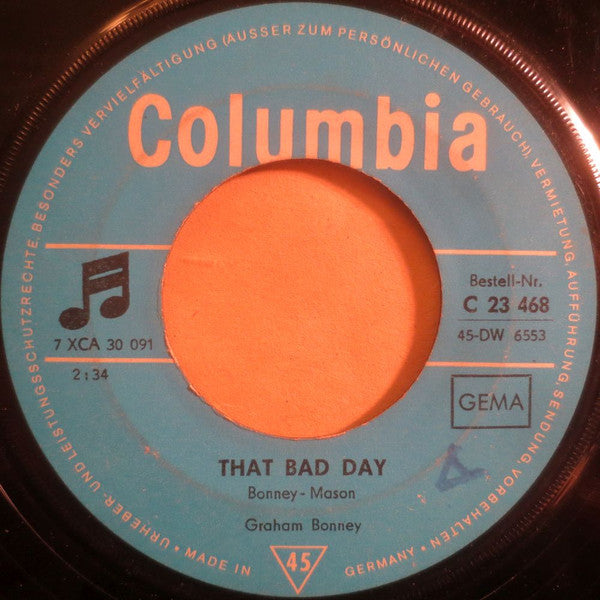 URHEBER- UND LEISTUNGSSCHUTZRECHTE, BESONDERS VERVIELFÄLTIGUNG (AUSSER ZUM PERSÖNLICHEN GEBRAUCH), VERMIETUNG, AUFFÜHRUNG, SENDUNG, VORBEHALTEN •
Columbia
Bestell-Nr.
C 23 468
7 XCA 30 091
45-DW 6553
2:34
GEMA
THAT BAD DAY
Bonney - Mason
Graham Bonney
• MADE IN
45
GERMANY •